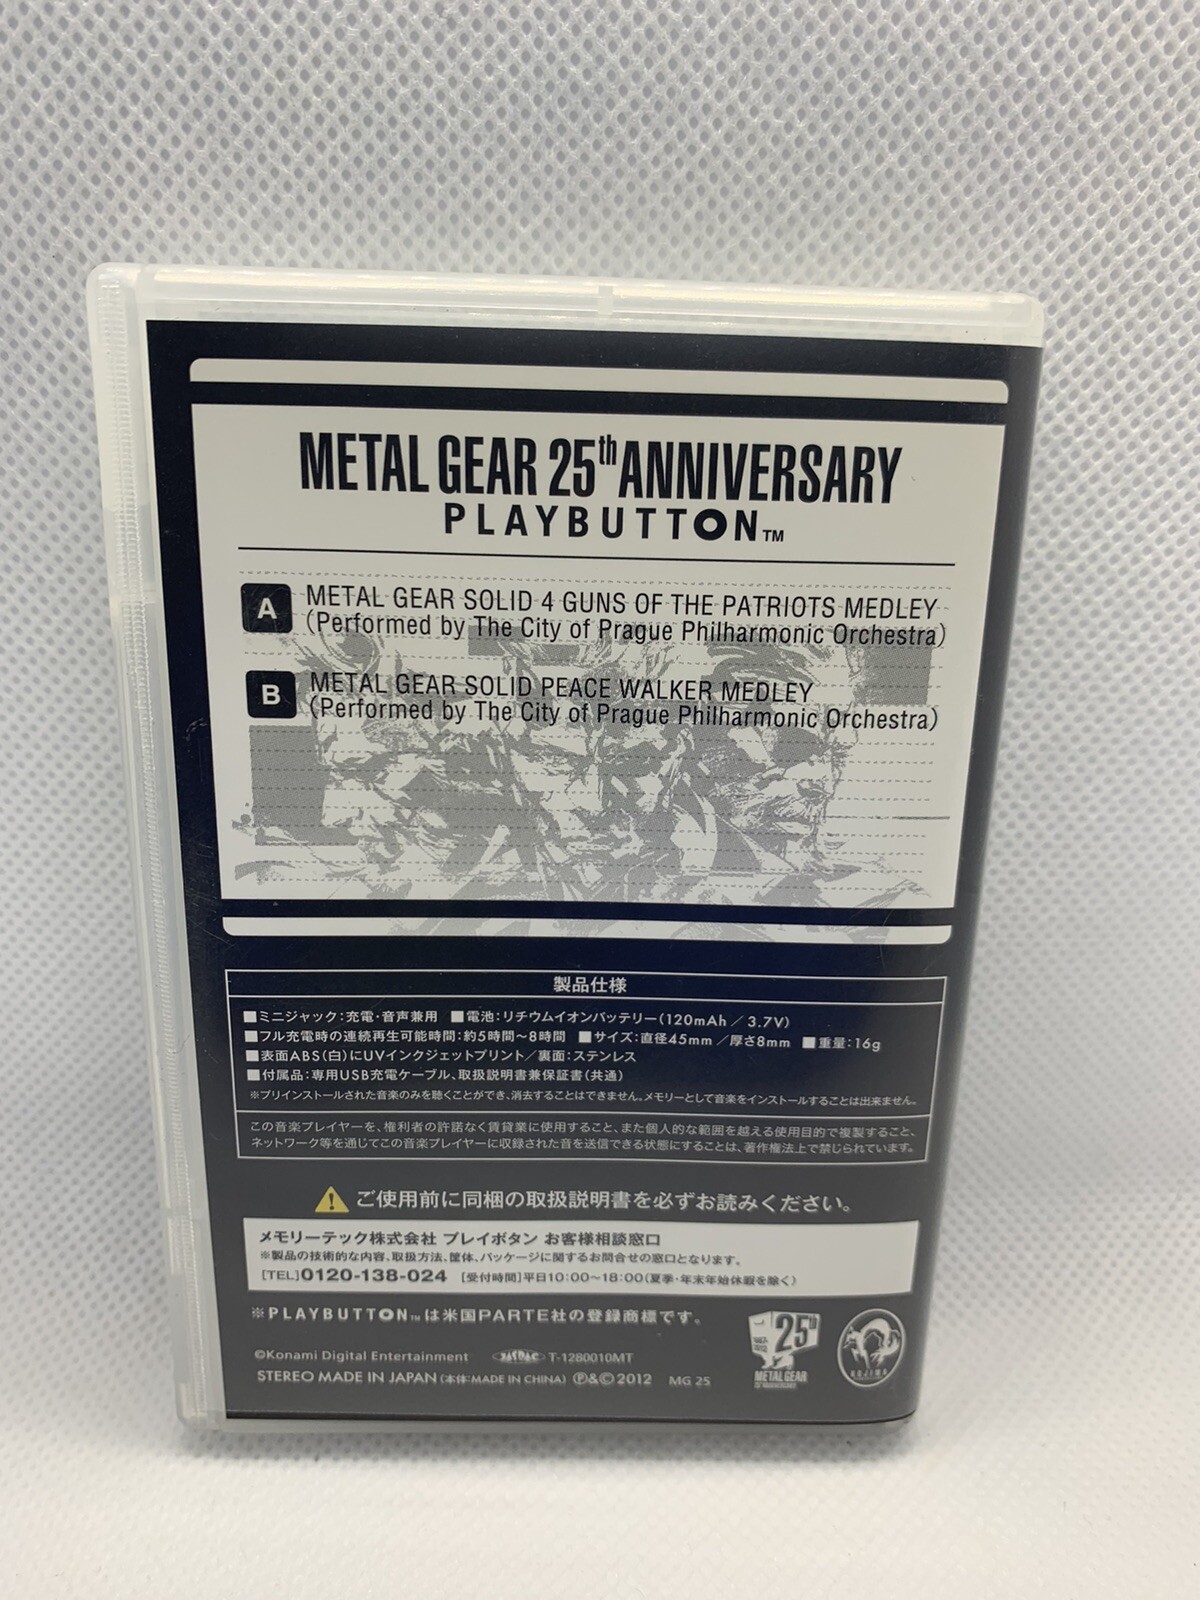 METAL GEAR 25th ANNIVERSARY
PLAYBUTTON™
A METAL GEAR SOLID 4 GUNS OF THE PATRIOTS MEDLEY
(Performed by The City of Prague Philharmonic Orchestra)
B METAL GEAR SOLID PEACE WALKER MEDLEY
(Performed by The City of Prague Philharmonic Orchestra)
製品仕様
■ミニジャック:充電・音声兼用 ■電池:リチウムイオンバッテリー(120mAh／3.7V)
■フル充電時の連続再生可能時間:約5時間〜8時間 ■サイズ:直径45mm／厚さ8mm ■重量:16g
■表面ABS(白)にUVインクジェットプリント／裏面:ステンレス
■付属品:専用USB充電ケーブル、取扱説明書兼保証書(共通)
※プリインストールされた音楽のみを聴くことができ、消去することはできません。メモリーとして音楽をインストールすることは出来ません。
この音楽プレイヤーを、権利者の許諾なく賃貸業に使用すること、また個人的な範囲を越える使用目的で複製すること、
ネットワーク等を通じてこの音楽プレイヤーに収録された音を送信できる状態にすることは、著作権法上で禁じられています。
ご使用前に同梱の取扱説明書を必ずお読みください。
メモリーテック株式会社 プレイボタン お客様相談窓口
※製品の技術的な内容、取扱方法、筐体、パッケージに関するお問合せの窓口となります。
[TEL]0120-138-024 [受付時間]平日10:00〜18:00(夏季・年末年始休暇を除く)
※PLAYBUTTON™は米国PARTE社の登録商標です。
©Konami Digital Entertainment JASRAC T-1280010MT
STEREO MADE IN JAPAN (本体:MADE IN CHINA) Ⓟ&©2012 MG 25
25th
METAL GEAR
KOJIMA